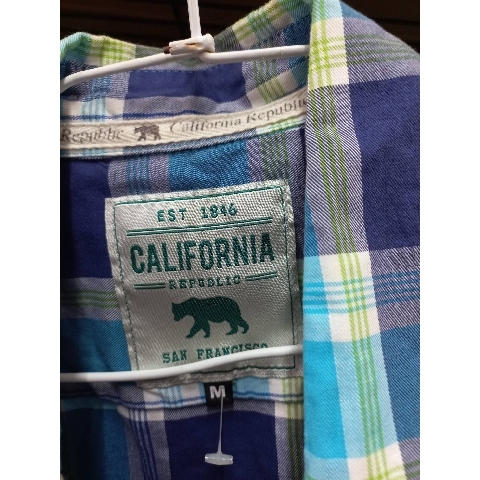 Republic California Republic
EST 1846
CALIFORNIA
REPUBLIC
SAN FRANCISCO
M